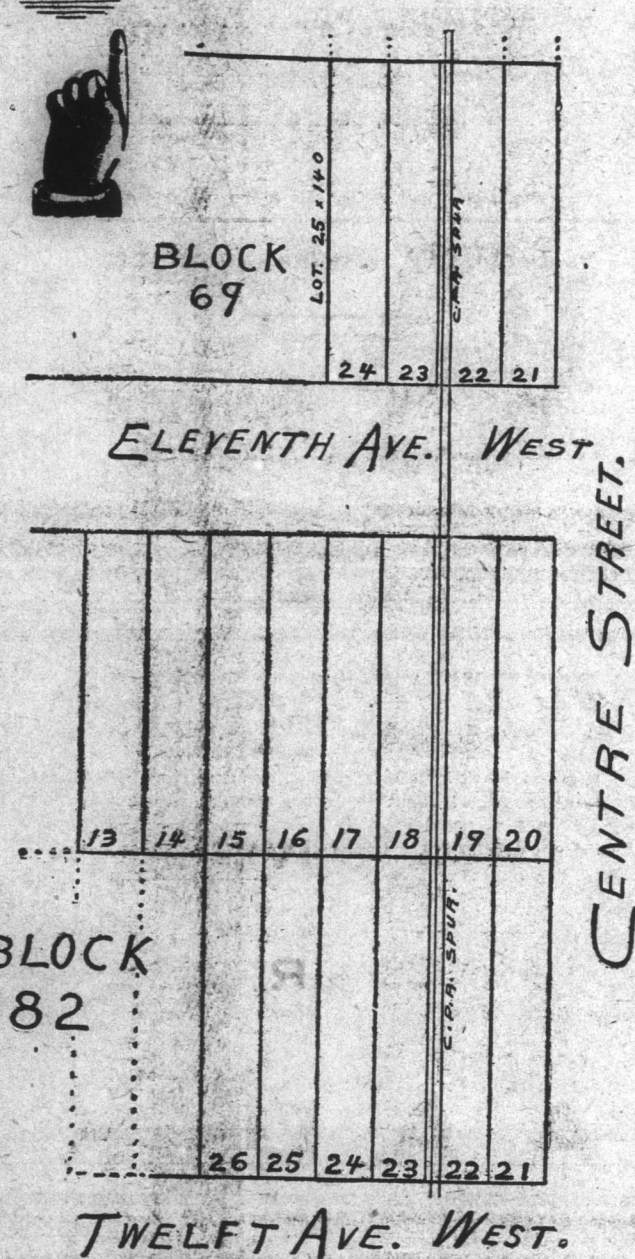 LOT. 25 x 140
C.P.R. SPUR
BLOCK
69
24 23 22 21
ELEVENTH AVE. WEST
CENTRE STREET.
13 14 15 16 17 18 19 20
BLOCK
82
C.P.R. SPUR.
26 25 24 23 22 21
TWELFT AVE. WEST.